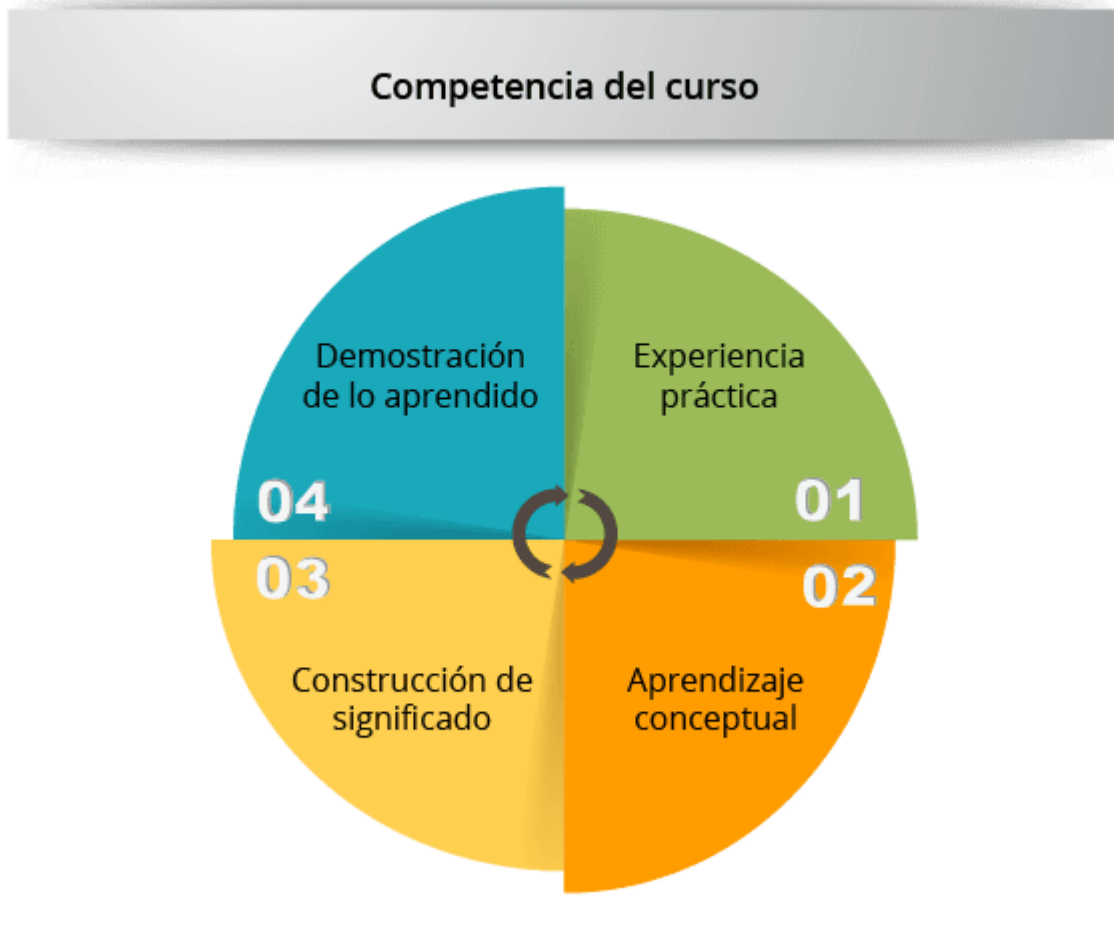 Competencia del curso
Experiencia
práctica
01
02
Aprendizaje
conceptual
03
Construcción de
significado
Demostración
de lo aprendido
04